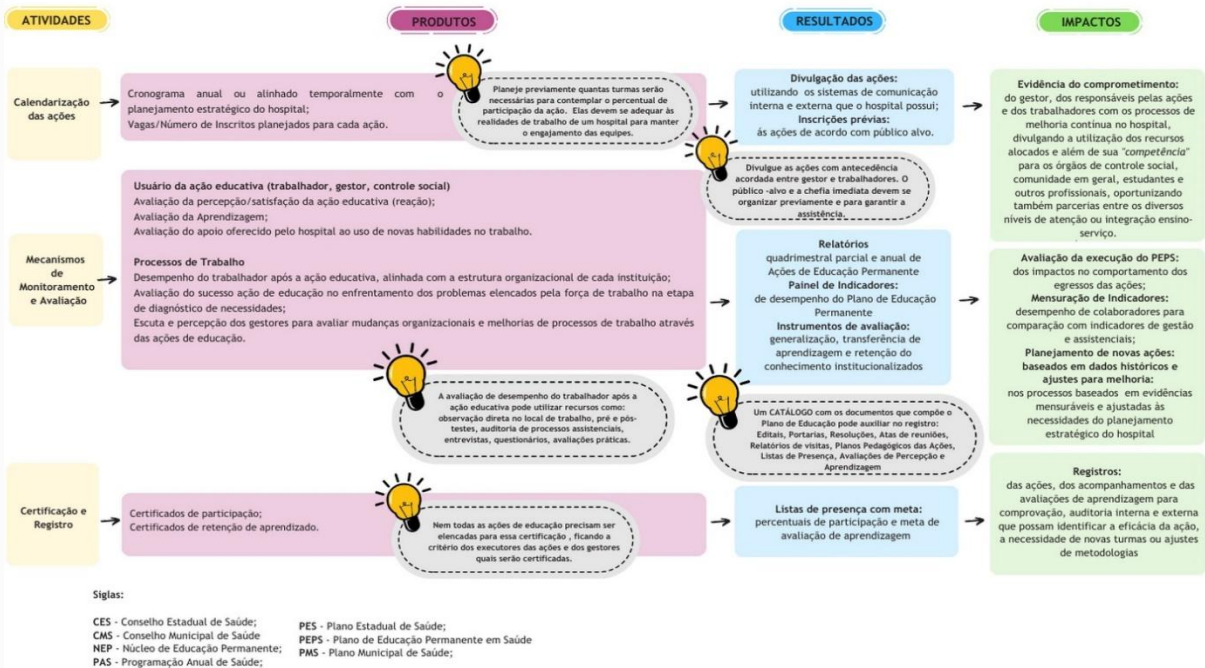 ATIVIDADES
PRODUTOS
RESULTADOS
IMPACTOS
Calendarização
das ações
Cronograma anual ou alinhado temporalmente com o
planejamento estratégico do hospital;
Vagas/Número de Inscritos planejados para cada ação.
Planeje previamente quantas turmas serão
necessárias para contemplar o percentual de
participação da ação. Elas devem se adequar às
realidades de trabalho de um hospital para manter
o engajamento das equipes.
Divulgação das ações:
utilizando os sistemas de comunicação
interna e externa que o hospital possui;
Inscrições prévias:
ás ações de acordo com público alvo.
Evidência do comprometimento:
do gestor, dos responsáveis pelas ações
e dos trabalhadores com os processos de
melhoria contínua no hospital,
divulgando a utilização dos recursos
alocados e além de sua "competência"
para os órgãos de controle social,
comunidade em geral, estudantes e
outros profissionais, oportunizando
também parcerias entre os diversos
níveis de atenção ou integração ensino-
serviço.
Divulgue as ações com antecedência
acordada entre gestor e trabalhadores. O
público -alvo e a chefia imediata devem se
organizar previamente e para garantir a
assistência.
Mecanismos
de
Monitoramento
e Avaliação
Usuário da ação educativa (trabalhador, gestor, controle social)
Avaliação da percepção/satisfação da ação educativa (reação);
Avaliação da Aprendizagem;
Avaliação do apoio oferecido pelo hospital ao uso de novas habilidades no trabalho.
Processos de Trabalho
Desempenho do trabalhador após a ação educativa, alinhada com a estrutura organizacional de cada instituição;
Avaliação do sucesso ação de educação no enfrentamento dos problemas elencados pela força de trabalho na etapa
de diagnóstico de necessidades;
Escuta e percepção dos gestores para avaliar mudanças organizacionais e melhorias de processos de trabalho através
das ações de educação.
Relatórios
quadrimestral parcial e anual de
Ações de Educação Permanente
Painel de Indicadores:
de desempenho do Plano de Educação
Permanente
Instrumentos de avaliação:
generalização, transferência de
aprendizagem e retenção do
conhecimento institucionalizados
Avaliação da execução do PEPS:
dos impactos no comportamento dos
egressos das ações;
Mensuração de Indicadores:
desempenho de colaboradores para
comparação com indicadores de gestão
e assistenciais;
Planejamento de novas ações:
baseados em dados históricos e
ajustes para melhoria:
nos processos baseados em evidências
mensuráveis e ajustadas às
necessidades do planejamento
estratégico do hospital
A avaliação de desempenho do trabalhador após a
ação educativa pode utilizar recursos como:
observação direta no local de trabalho, pré e pós-
testes, auditoria de processos assistenciais,
entrevistas, questionários, avaliações práticas.
Um CATÁLOGO com os documentos que compõe o
Plano de Educação pode auxiliar no registro:
Editais, Portarias, Resoluções, Atas de reuniões,
Relatórios de visitas, Planos Pedagógicos das Ações,
Listas de Presença, Avaliações de Percepção e
Aprendizagem
Certificação e
Registro
Certificados de participação;
Certificados de retenção de aprendizado.
Nem todas as ações de educação precisam ser
elencadas para essa certificação , ficando a
critério dos executores das ações e dos gestores
quais serão certificadas.
Listas de presença com meta:
percentuais de participação e meta de
avaliação de aprendizagem
Registros:
das ações, dos acompanhamentos e das
avaliações de aprendizagem para
comprovação, auditoria interna e externa
que possam identificar a eficácia da ação,
a necessidade de novas turmas ou ajustes
de metodologias
Siglas:
CES - Conselho Estadual de Saúde;
CMS - Conselho Municipal de Saúde
NEP - Núcleo de Educação Permanente;
PAS - Programação Anual de Saúde;
PES - Plano Estadual de Saúde;
PEPS - Plano de Educação Permanente em Saúde
PMS - Plano Municipal de Saúde;